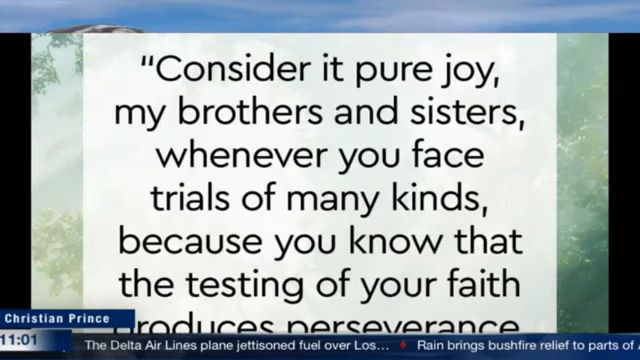 “Consider it pure joy,
my brothers and sisters,
whenever you face
trials of many kinds,
because you know that
the testing of your faith
produces perseverance
Christian Prince
11:01
The Delta Air Lines plane jettisoned fuel over Los... Rain brings bushfire relief to parts of A